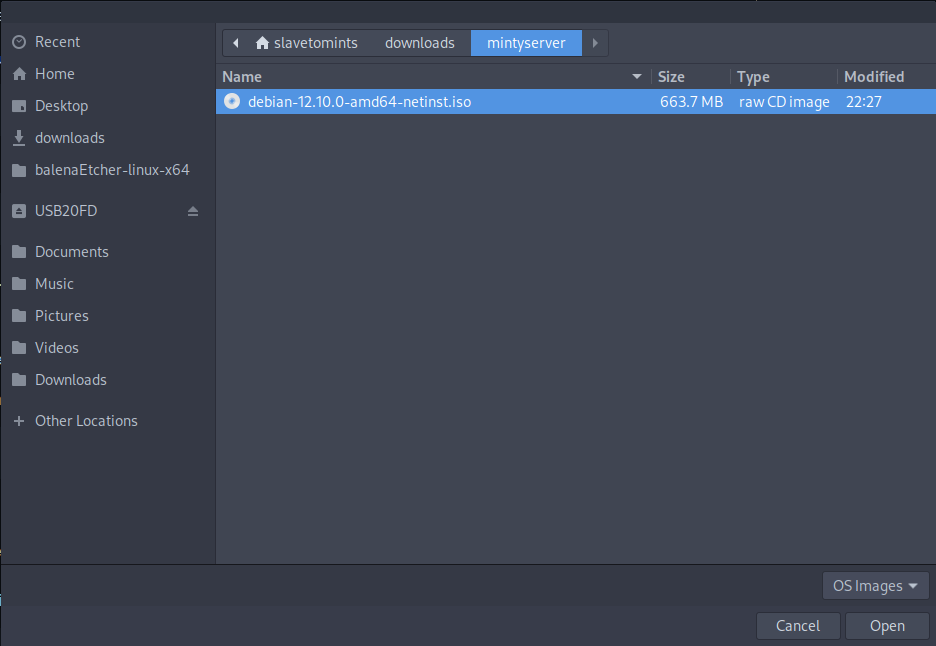 Recent
Home
Desktop
downloads
balenaEtcher-linux-x64
USB20FD
Documents
Music
Pictures
Videos
Downloads
Other Locations
slavetomints downloads mintyserver
Name Size Type Modified
debian-12.10.0-amd64-netinst.iso 663.7 MB raw CD image 22:27
OS Images
Cancel Open